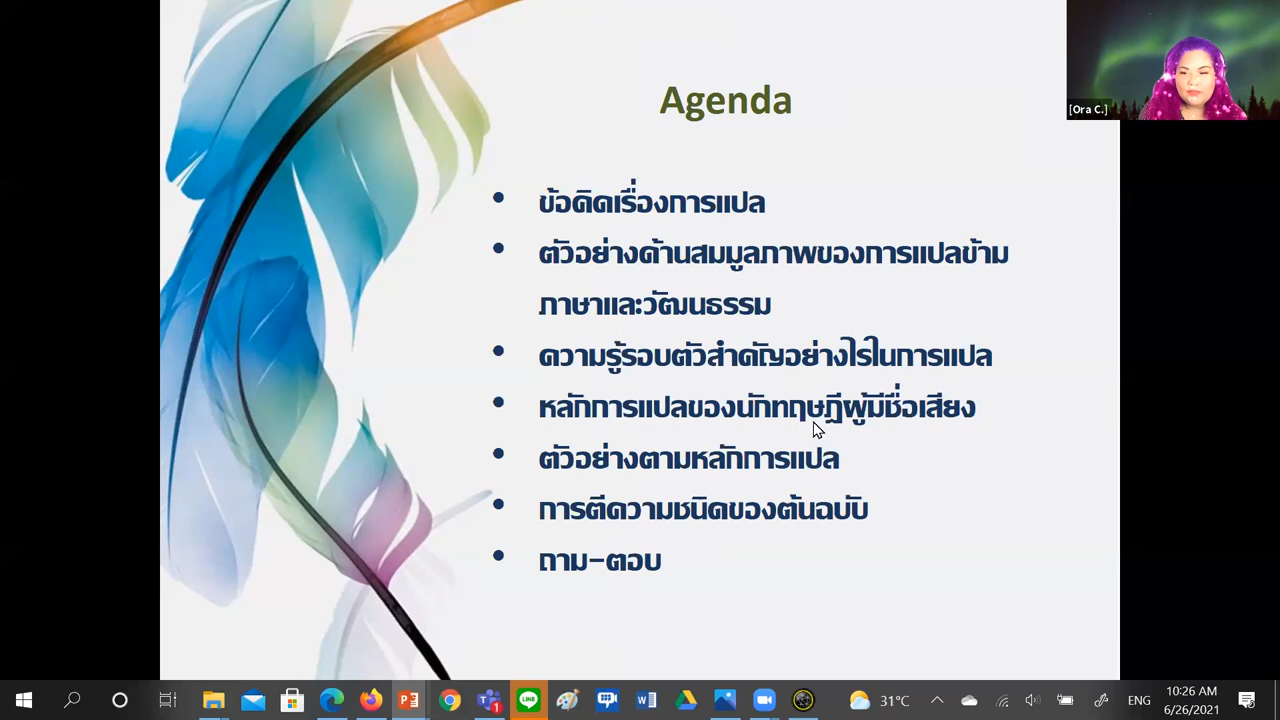 [Ora C.]
Agenda
• ข้อคิดเรื่องการแปล
• ตัวอย่างด้านสมมูลภาพของการแปลข้าม
ภาษาและวัฒนธรรม
• ความรู้รอบตัวสำคัญอย่างไรในการแปล
• หลักการแปลของนักทฤษฎีผู้มีชื่อเสียง
• ตัวอย่างตามหลักการแปล
• การตีความชนิดของต้นฉบับ
• ถาม-ตอบ
31°C
ENG
10:26 AM
6/26/2021